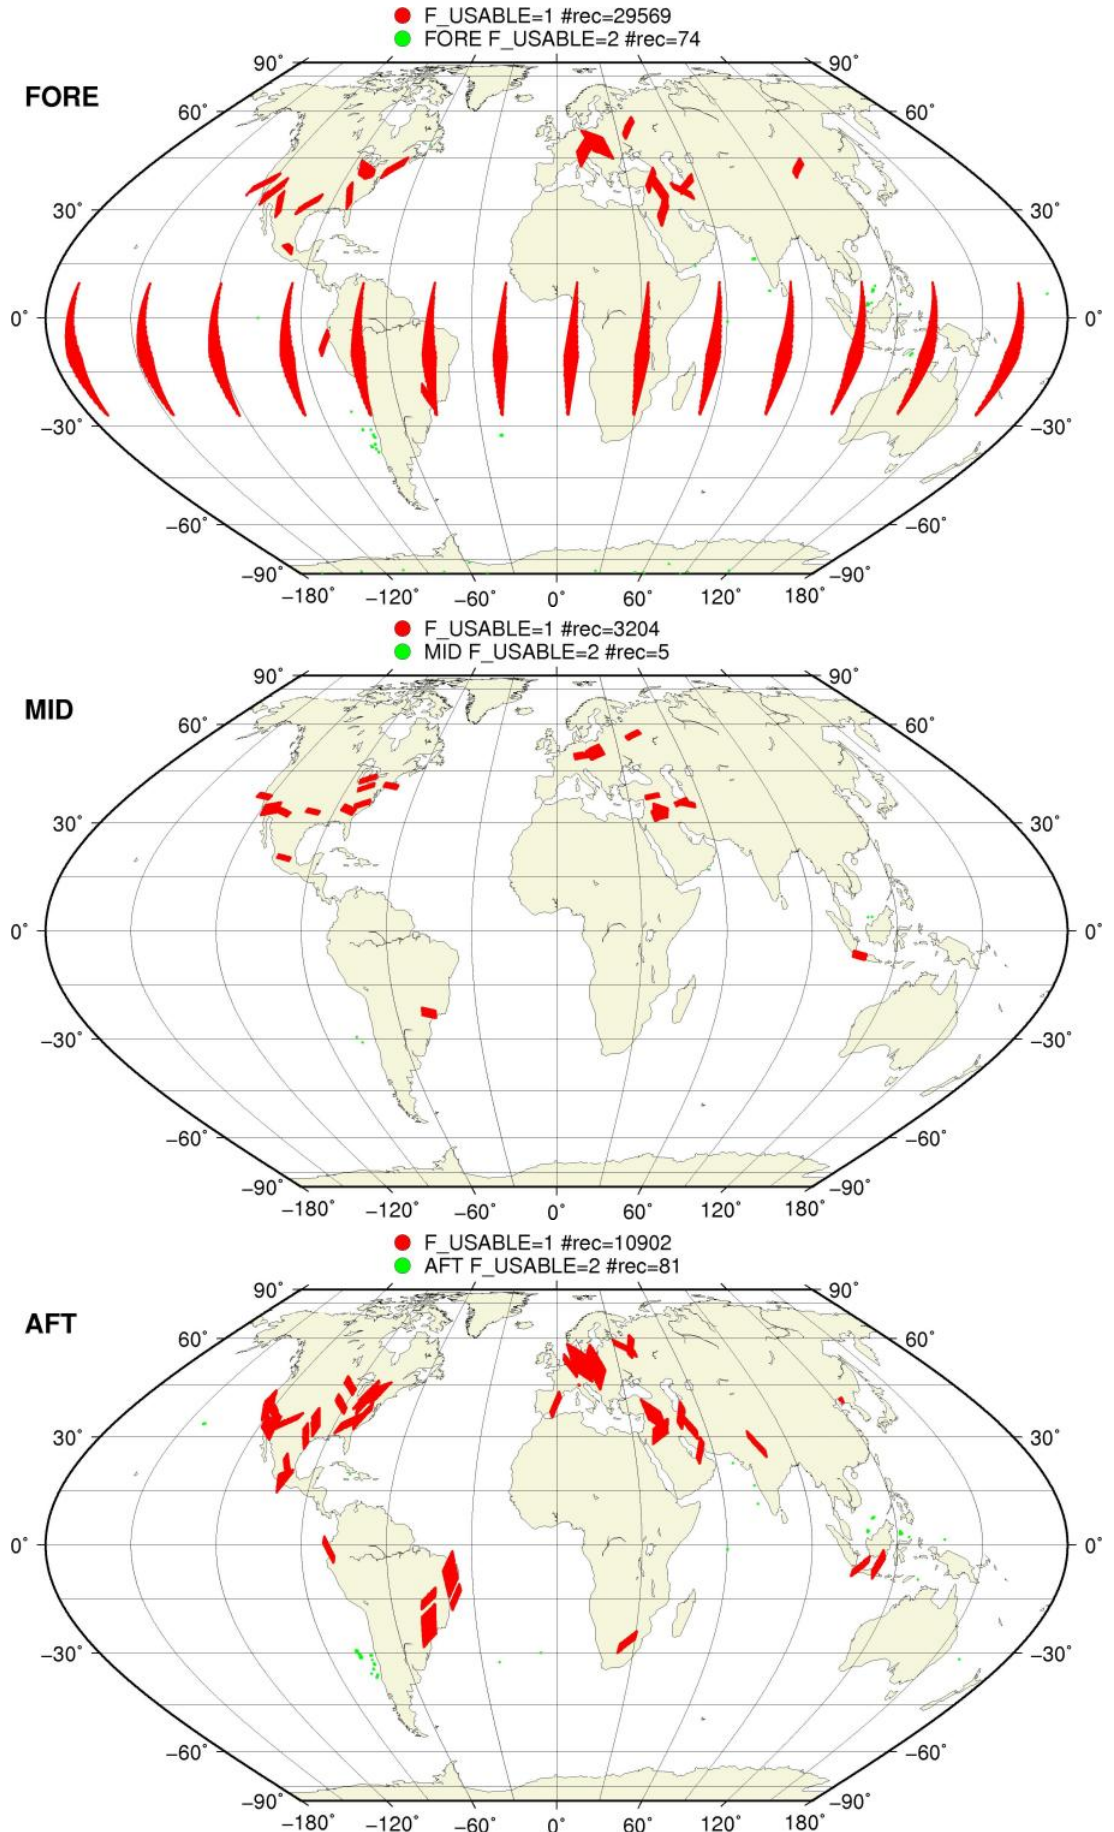 F_USABLE=1 #rec=29569
FORE F_USABLE=2 #rec=74
FORE
90° 90°
60° 60°
30° 30°
0° 0°
−30° −30°
−60° −60°
−90° −90°
−180° −120° −60° 0° 60° 120° 180°
F_USABLE=1 #rec=3204
MID F_USABLE=2 #rec=5
MID
90° 90°
60° 60°
30° 30°
0° 0°
−30° −30°
−60° −60°
−90° −90°
−180° −120° −60° 0° 60° 120° 180°
F_USABLE=1 #rec=10902
AFT F_USABLE=2 #rec=81
AFT
90° 90°
60° 60°
30° 30°
0° 0°
−30° −30°
−60° −60°
−90° −90°
−180° −120° −60° 0° 60° 120° 180°